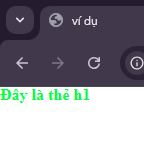 ví dụ
Đây là thẻ h1